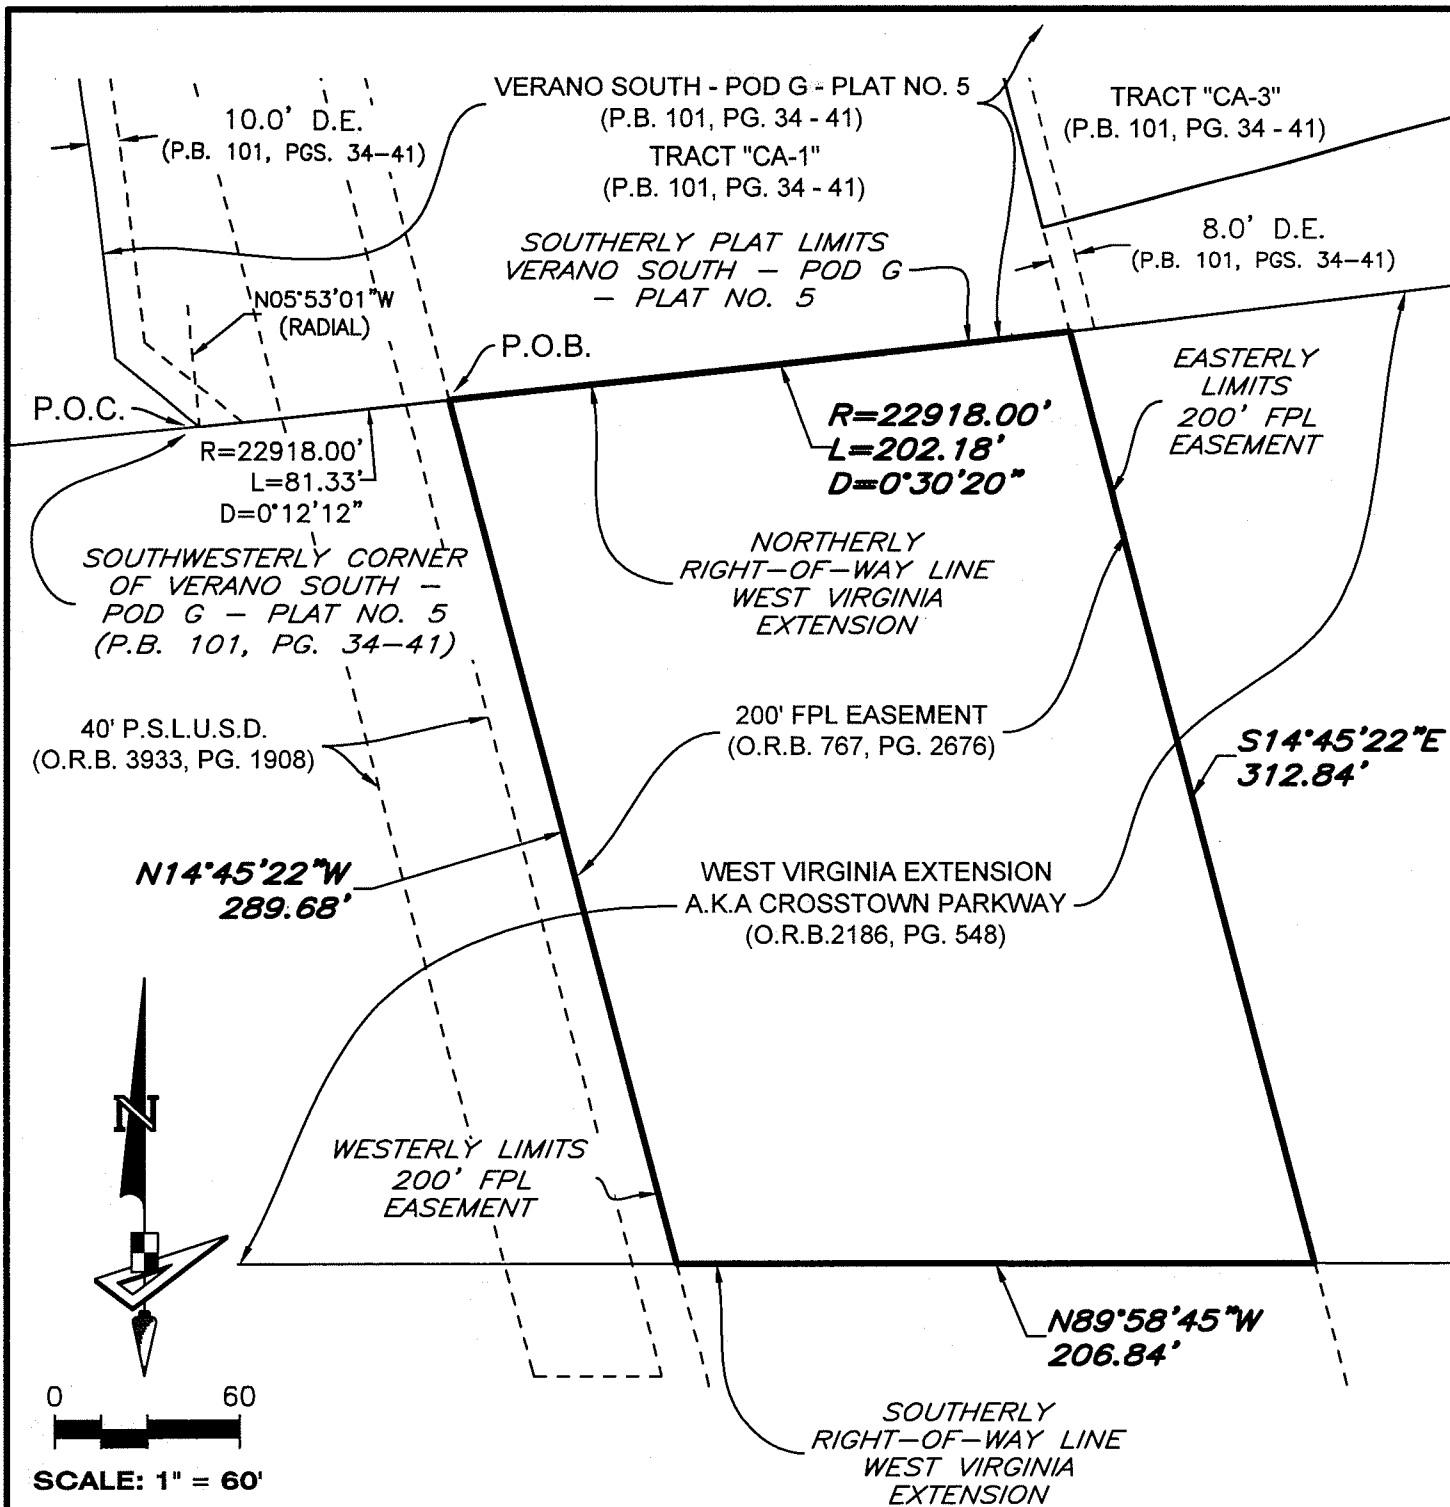 VERANO SOUTH - POD G - PLAT NO. 5
(P.B. 101, PG. 34 - 41)
TRACT "CA-1"
(P.B. 101, PG. 34 - 41)
10.0' D.E.
(P.B. 101, PGS. 34-41)
TRACT "CA-3"
(P.B. 101, PG. 34 - 41)
SOUTHERLY PLAT LIMITS
VERANO SOUTH - POD G
- PLAT NO. 5
8.0' D.E.
(P.B. 101, PGS. 34-41)
N05°53'01"W
(RADIAL)
P.O.B.
P.O.C.
EASTERLY
LIMITS
200' FPL
EASEMENT
R=22918.00'
L=202.18'
D=0°30'20"
R=22918.00'
L=81.33'
D=0°12'12"
SOUTHWESTERLY CORNER
OF VERANO SOUTH -
POD G - PLAT NO. 5
(P.B. 101, PG. 34-41)
NORTHERLY
RIGHT-OF-WAY LINE
WEST VIRGINIA
EXTENSION
40' P.S.L.U.S.D.
(O.R.B. 3933, PG. 1908)
200' FPL EASEMENT
(O.R.B. 767, PG. 2676)
S14°45'22"E
312.84'
N14°45'22"W
289.68'
WEST VIRGINIA EXTENSION
A.K.A CROSSTOWN PARKWAY
(O.R.B.2186, PG. 548)
N
WESTERLY LIMITS
200' FPL
EASEMENT
N89°58'45"W
206.84'
0 60
SCALE: 1" = 60'
SOUTHERLY
RIGHT-OF-WAY LINE
WEST VIRGINIA
EXTENSION